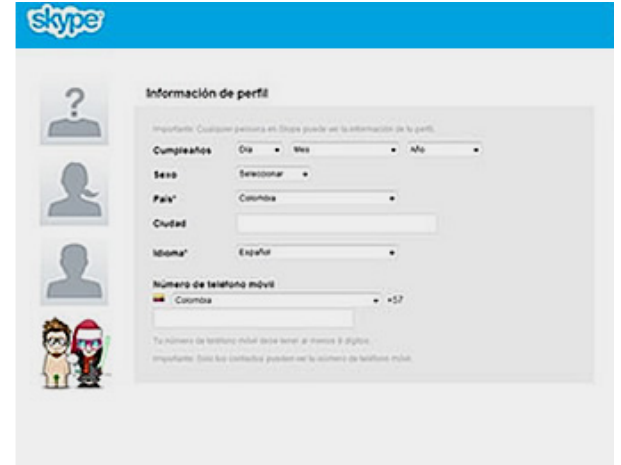 skype
Información de perfil
Importante: Cualquier persona en Skype puede ver la información de tu perfil.
Cumpleaños Día Mes Año
Sexo Seleccionar
País* Colombia
Ciudad
Idioma* Español
Número de teléfono móvil
Colombia +57
Tu número de teléfono móvil debe tener al menos 8 dígitos.
Importante: Solo tus contactos pueden ver tu número de teléfono móvil.